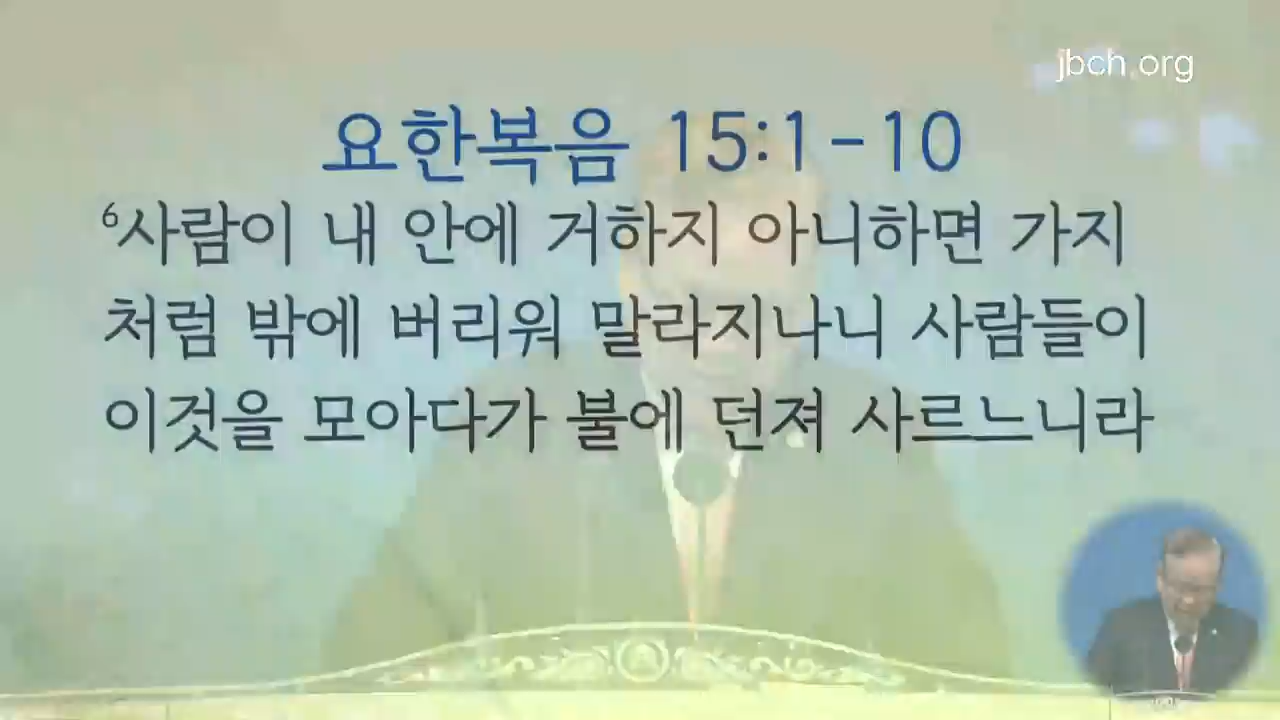 jbch.org
요한복음 15:1-10
6사람이 내 안에 거하지 아니하면 가지
처럼 밖에 버리워 말라지나니 사람들이
이것을 모아다가 불에 던져 사르느니라